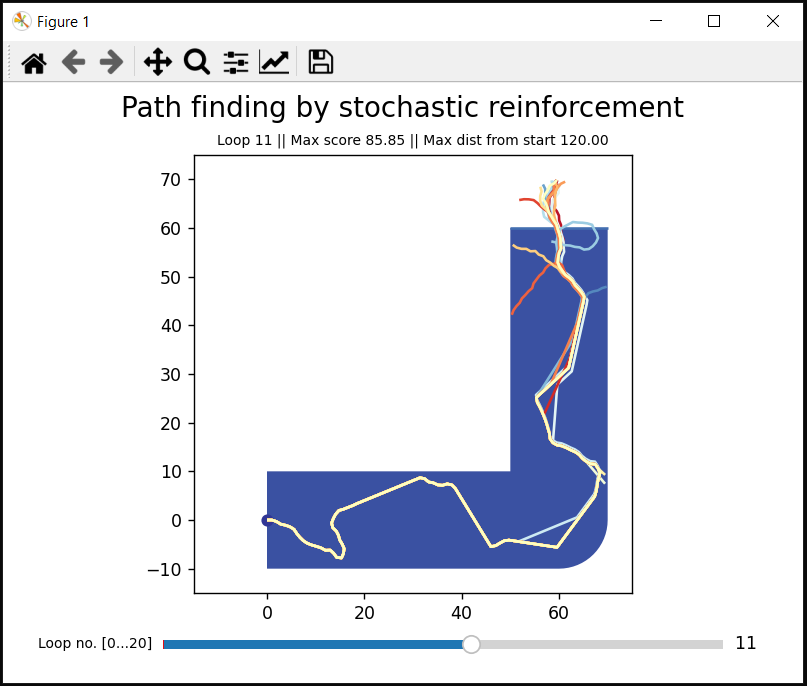 Figure 1
Path finding by stochastic reinforcement
Loop 11 || Max score 85.85 || Max dist from start 120.00
70
60
50
40
30
20
10
0
−10
0 20 40 60
Loop no. [0...20] 11